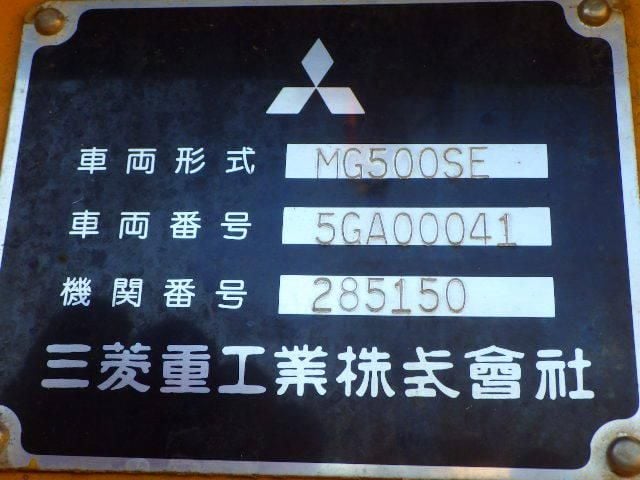 車両形式 MG500SE
車両番号 5GA00041
機関番号 285150
三菱重工業株式會社